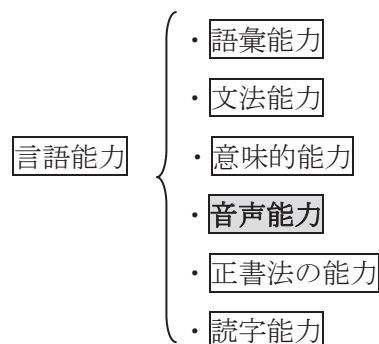 ・語彙能力
・文法能力
言語能力
・意味的能力
・音声能力
・正書法の能力
・読字能力